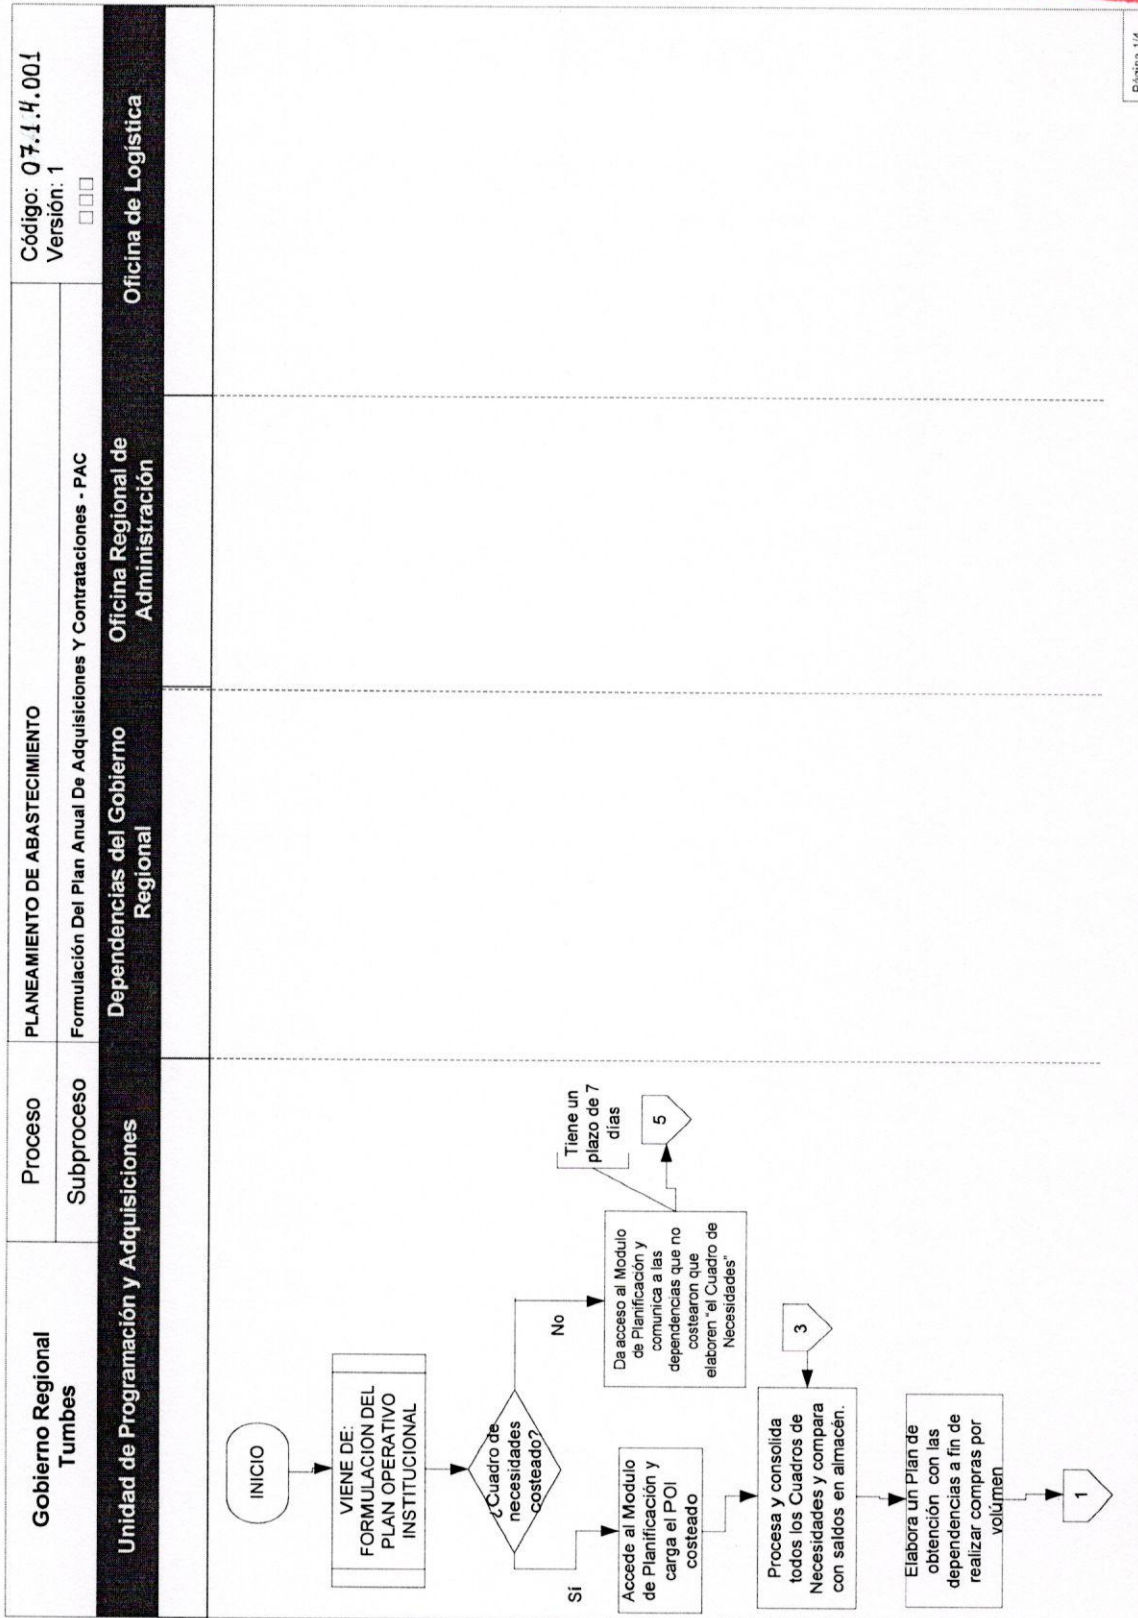 Gobierno Regional
Tumbes
Proceso
PLANEAMIENTO DE ABASTECIMIENTO
Código: 07.1.4.001
Versión: 1
Subproceso
Formulación Del Plan Anual De Adquisiciones Y Contrataciones - PAC
Unidad de Programación y Adquisiciones
Dependencias del Gobierno
Regional
Oficina Regional de
Administración
Oficina de Logística
INICIO
VIENE DE:
FORMULACION DEL
PLAN OPERATIVO
INSTITUCIONAL
¿Cuadro de
necesidades
costeado?
Sí
No
Accede al Modulo
de Planificación y
carga el POI
costeado
Da acceso al Modulo
de Planificación y
comunica a las
dependencias que no
costearon que
elaboren "el Cuadro de
Necesidades"
Tiene un
plazo de 7
días
5
Procesa y consolida
todos los Cuadros de
Necesidades y compara
con saldos en almacén.
3
Elabora un Plan de
obtención con las
dependencias a fin de
realizar compras por
volúmen
1
Página 1/4